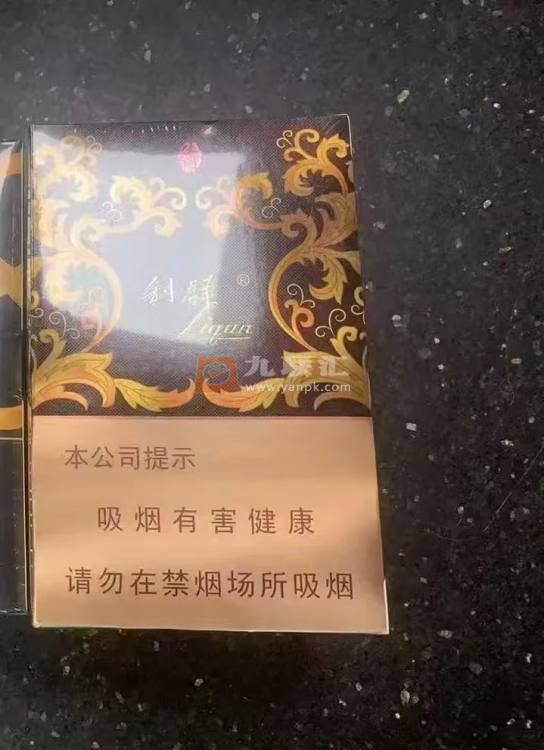 利群®
Liqun
九玖汇
www.yanpk.com
本公司提示
吸烟有害健康
请勿在禁烟场所吸烟